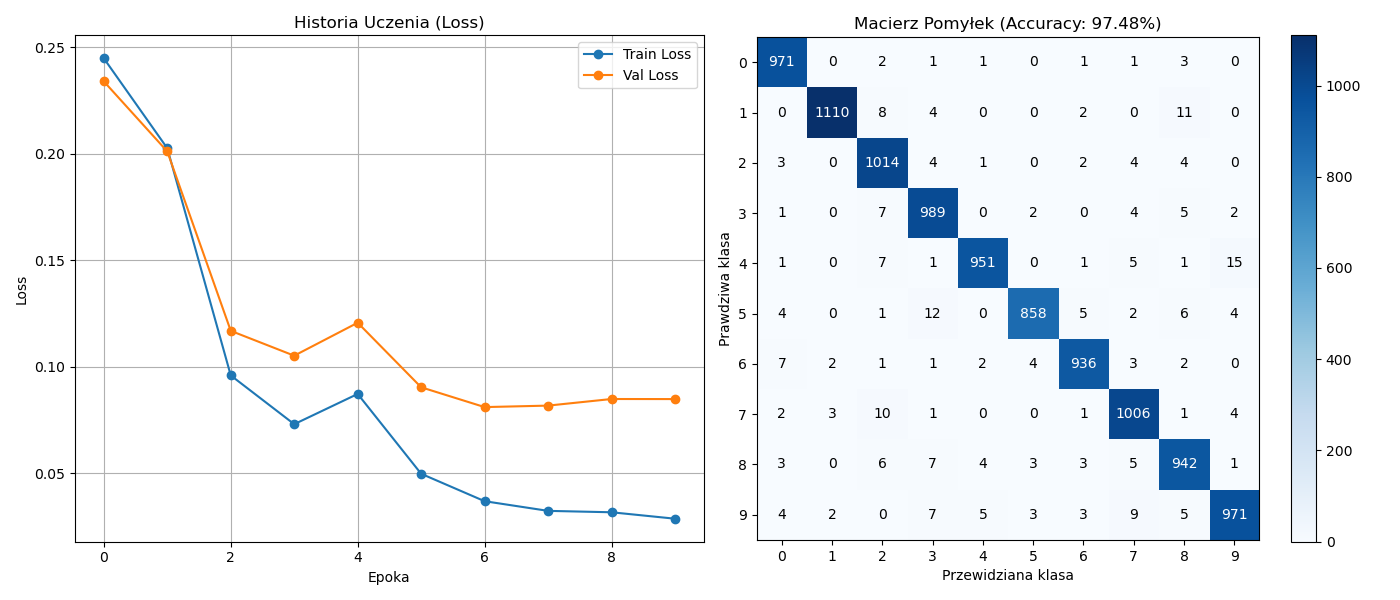 Historia Uczenia (Loss)
Train Loss
Val Loss
0.25
0.20
0.15
0.10
0.05
Loss
0 2 4 6 8
Epoka
Macierz Pomyłek (Accuracy: 97.48%)
0 971 0 2 1 1 0 1 1 3 0
1 0 1110 8 4 0 0 2 0 11 0
2 3 0 1014 4 1 0 2 4 4 0
3 1 0 7 989 0 2 0 4 5 2
4 1 0 7 1 951 0 1 5 1 15
5 4 0 1 12 0 858 5 2 6 4
6 7 2 1 1 2 4 936 3 2 0
7 2 3 10 1 0 0 1 1006 1 4
8 3 0 6 7 4 3 3 5 942 1
9 4 2 0 7 5 3 3 9 5 971
Prawdziwa klasa
0 1 2 3 4 5 6 7 8 9
Przewidziana klasa
1000
800
600
400
200
0